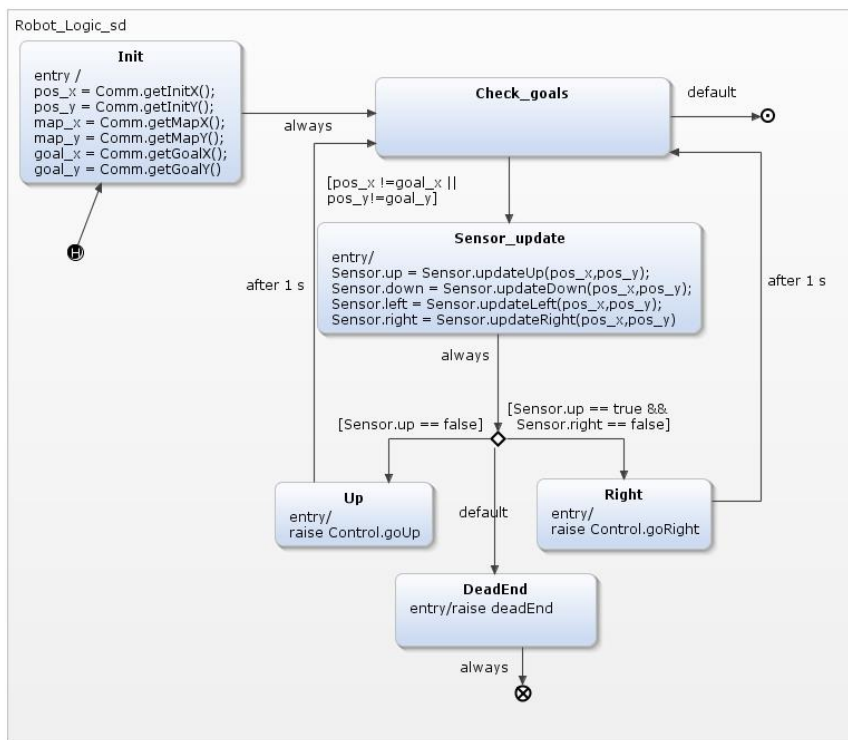 Robot_Logic_sd
Init
entry /
pos_x = Comm.getInitX();
pos_y = Comm.getInitY();
map_x = Comm.getMapX();
map_y = Comm.getMapY();
goal_x = Comm.getGoalX();
goal_y = Comm.getGoalY()
H
always
Check_goals
default
[pos_x !=goal_x ||
pos_y!=goal_y]
Sensor_update
entry/
Sensor.up = Sensor.updateUp(pos_x,pos_y);
Sensor.down = Sensor.updateDown(pos_x,pos_y);
Sensor.left = Sensor.updateLeft(pos_x,pos_y);
Sensor.right = Sensor.updateRight(pos_x,pos_y)
after 1 s
after 1 s
always
[Sensor.up == false]
[Sensor.up == true &&
Sensor.right == false]
Up
entry/
raise Control.goUp
default
Right
entry/
raise Control.goRight
DeadEnd
entry/raise deadEnd
always